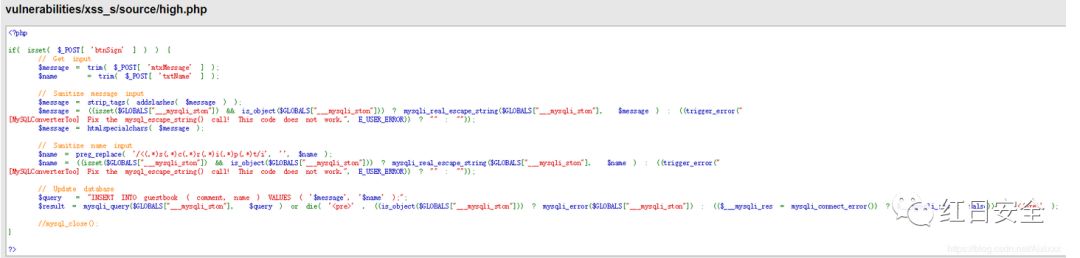 vulnerabilities/xss_s/source/high.php
<?php
if( isset( $_POST[ 'btnSign' ] ) ) {
// Get input
$message = trim( $_POST[ 'mtxMessage' ] );
$name = trim( $_POST[ 'txtName' ] );
// Sanitize message input
$message = strip_tags( addslashes( $message ) );
$message = ((isset($GLOBALS["___mysqli_ston"]) && is_object($GLOBALS["___mysqli_ston"])) ? mysqli_real_escape_string($GLOBALS["___mysqli_ston"], $message ) : ((trigger_error("
[MySQLConverterToo] Fix the mysql_escape_string() call! This code does not work.", E_USER_ERROR)) ? "" : ""));
$message = htmlspecialchars( $message );
// Sanitize name input
$name = preg_replace( '/<(.*)s(.*)c(.*)r(.*)i(.*)p(.*)t/i', '', $name );
$name = ((isset($GLOBALS["___mysqli_ston"]) && is_object($GLOBALS["___mysqli_ston"])) ? mysqli_real_escape_string($GLOBALS["___mysqli_ston"], $name ) : ((trigger_error("
[MySQLConverterToo] Fix the mysql_escape_string() call! This code does not work.", E_USER_ERROR)) ? "" : ""));
// Update database
$query = "INSERT INTO guestbook ( comment, name ) VALUES ( '$message', '$name' );";
$result = mysqli_query($GLOBALS["___mysqli_ston"], $query ) or die( '<pre>' . ((is_object($GLOBALS["___mysqli_ston"])) ? mysqli_error($GLOBALS["___mysqli_ston"]) : (($___mysqli_res = mysqli_connect_error()) ?
//mysql_close();
}
?>
红日安全